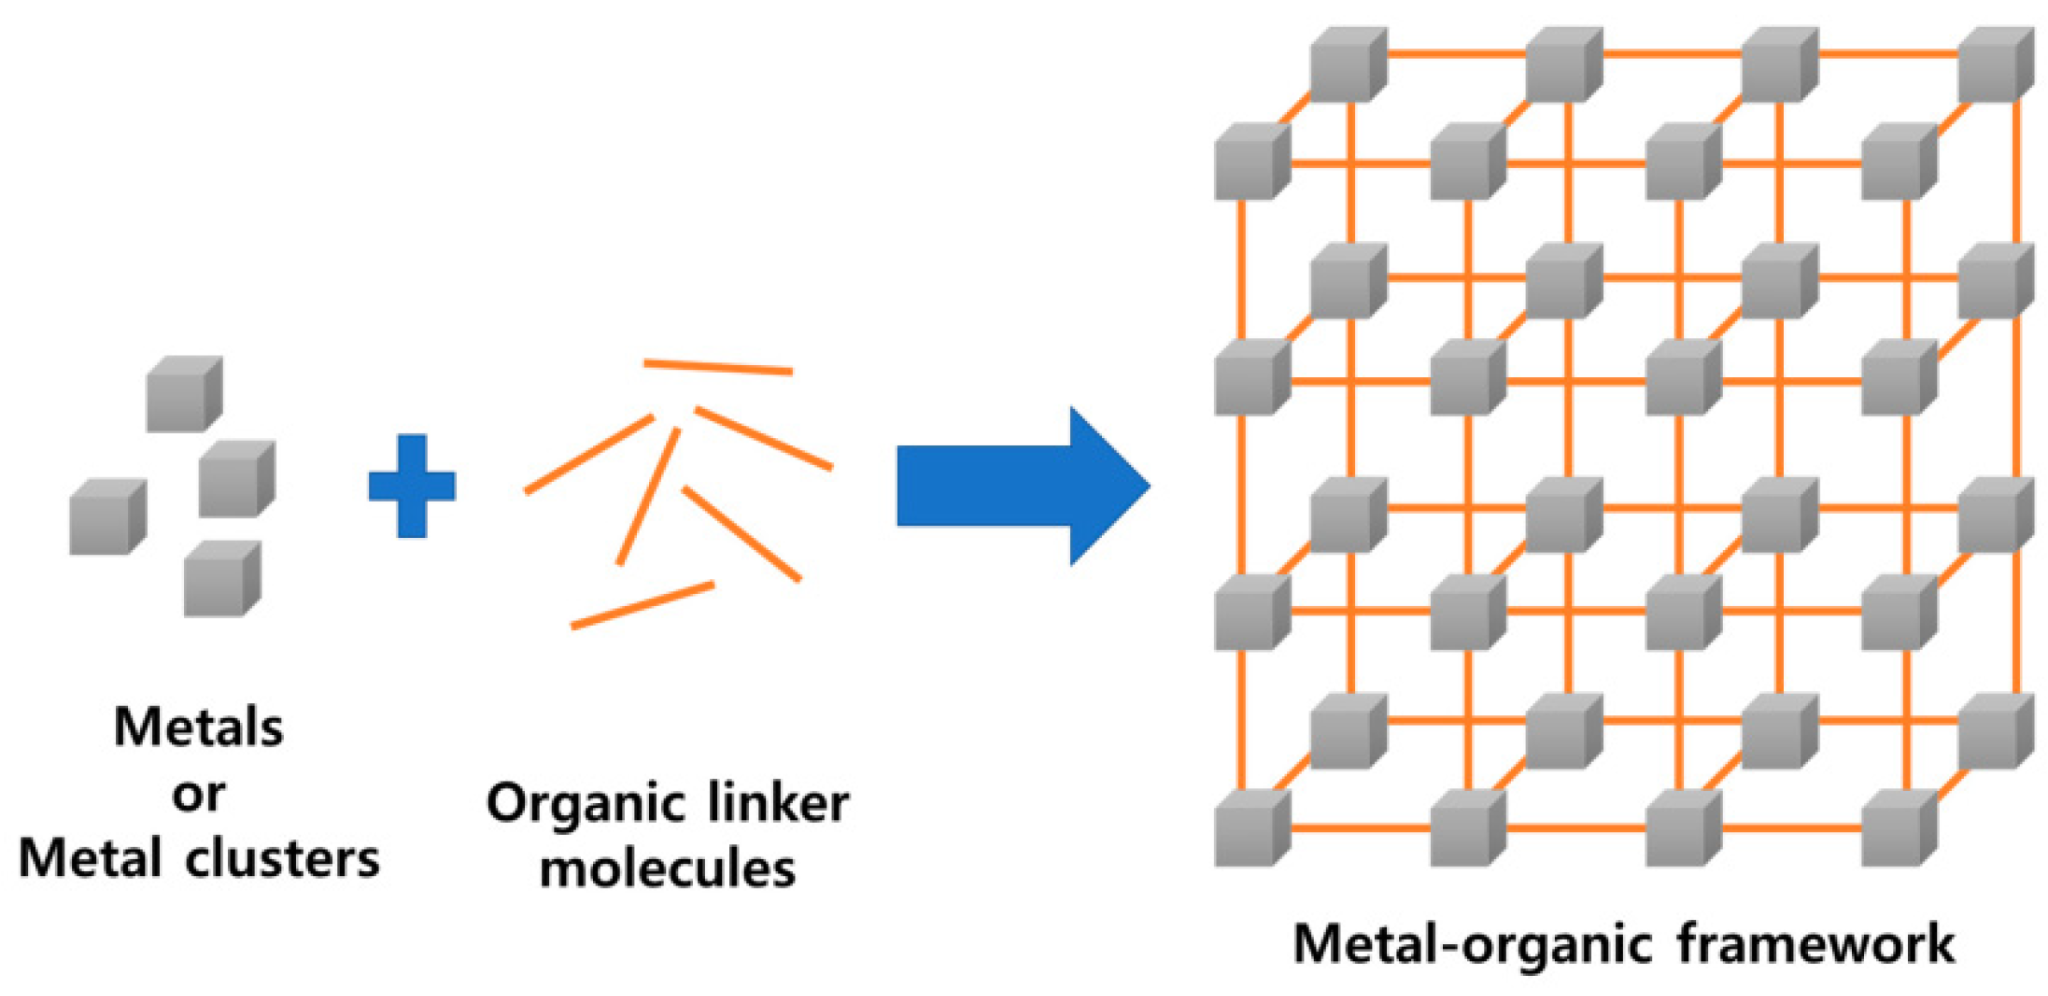 Metals
or
Metal clusters
Organic linker
molecules
Metal-organic framework